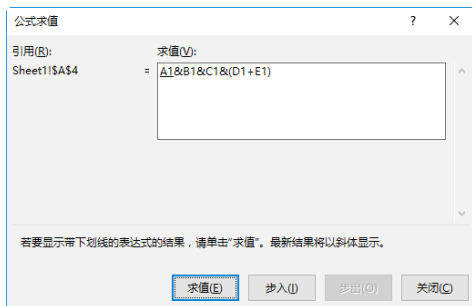 公式求值 ? ×
引用(R): 求值(V):
Sheet1!$A$4 = A1&B1&C1&(D1+E1)
若要显示带下划线的表达式的结果，请单击"求值"。最新结果将以斜体显示。
求值(E) 步入(I) 步出(O) 关闭(C)